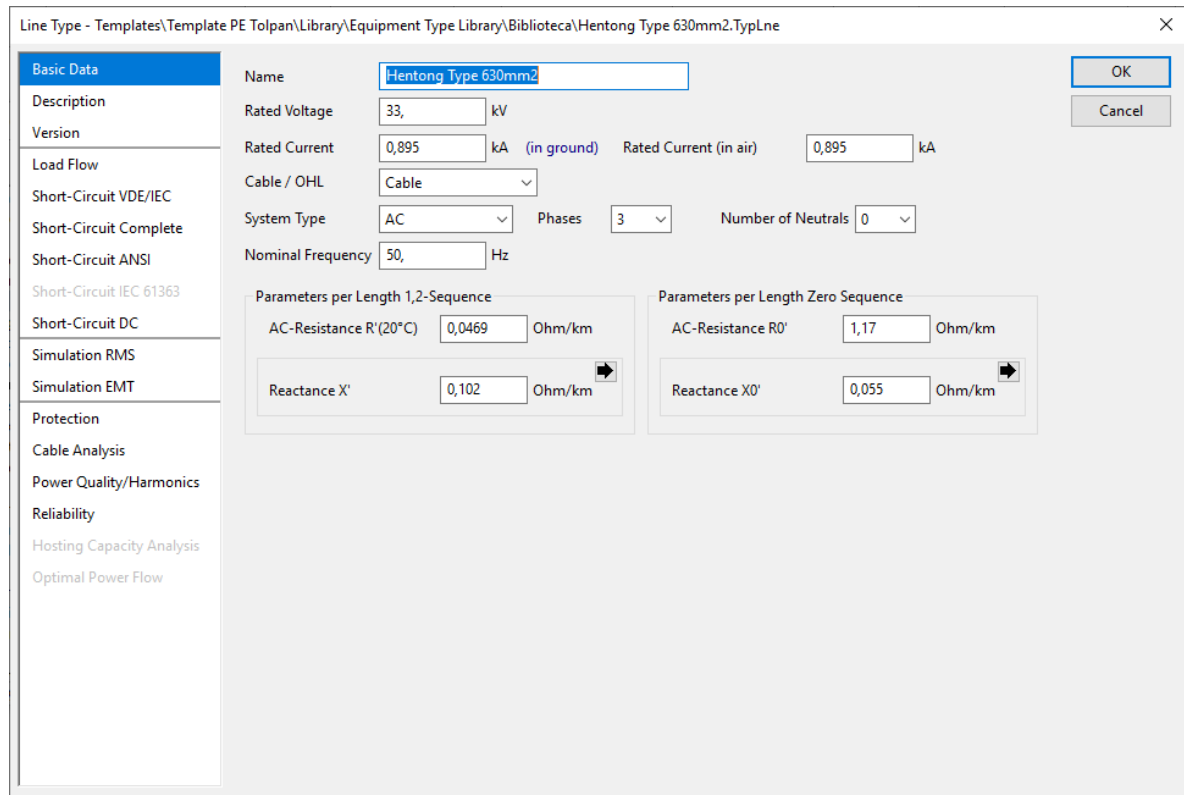 Line Type - Templates\Template PE Tolpan\Library\Equipment Type Library\Biblioteca\Hentong Type 630mm2.TypLne
Basic Data
Description
Version
Load Flow
Short-Circuit VDE/IEC
Short-Circuit Complete
Short-Circuit ANSI
Short-Circuit IEC 61363
Short-Circuit DC
Simulation RMS
Simulation EMT
Protection
Cable Analysis
Power Quality/Harmonics
Reliability
Hosting Capacity Analysis
Optimal Power Flow
Name Hentong Type 630mm2
Rated Voltage 33, kV
Rated Current 0,895 kA (in ground) Rated Current (in air) 0,895 kA
Cable / OHL Cable
System Type AC Phases 3 Number of Neutrals 0
Nominal Frequency 50, Hz
Parameters per Length 1,2-Sequence
AC-Resistance R'(20°C) 0,0469 Ohm/km
Reactance X' 0,102 Ohm/km
Parameters per Length Zero Sequence
AC-Resistance R0' 1,17 Ohm/km
Reactance X0' 0,055 Ohm/km
OK
Cancel